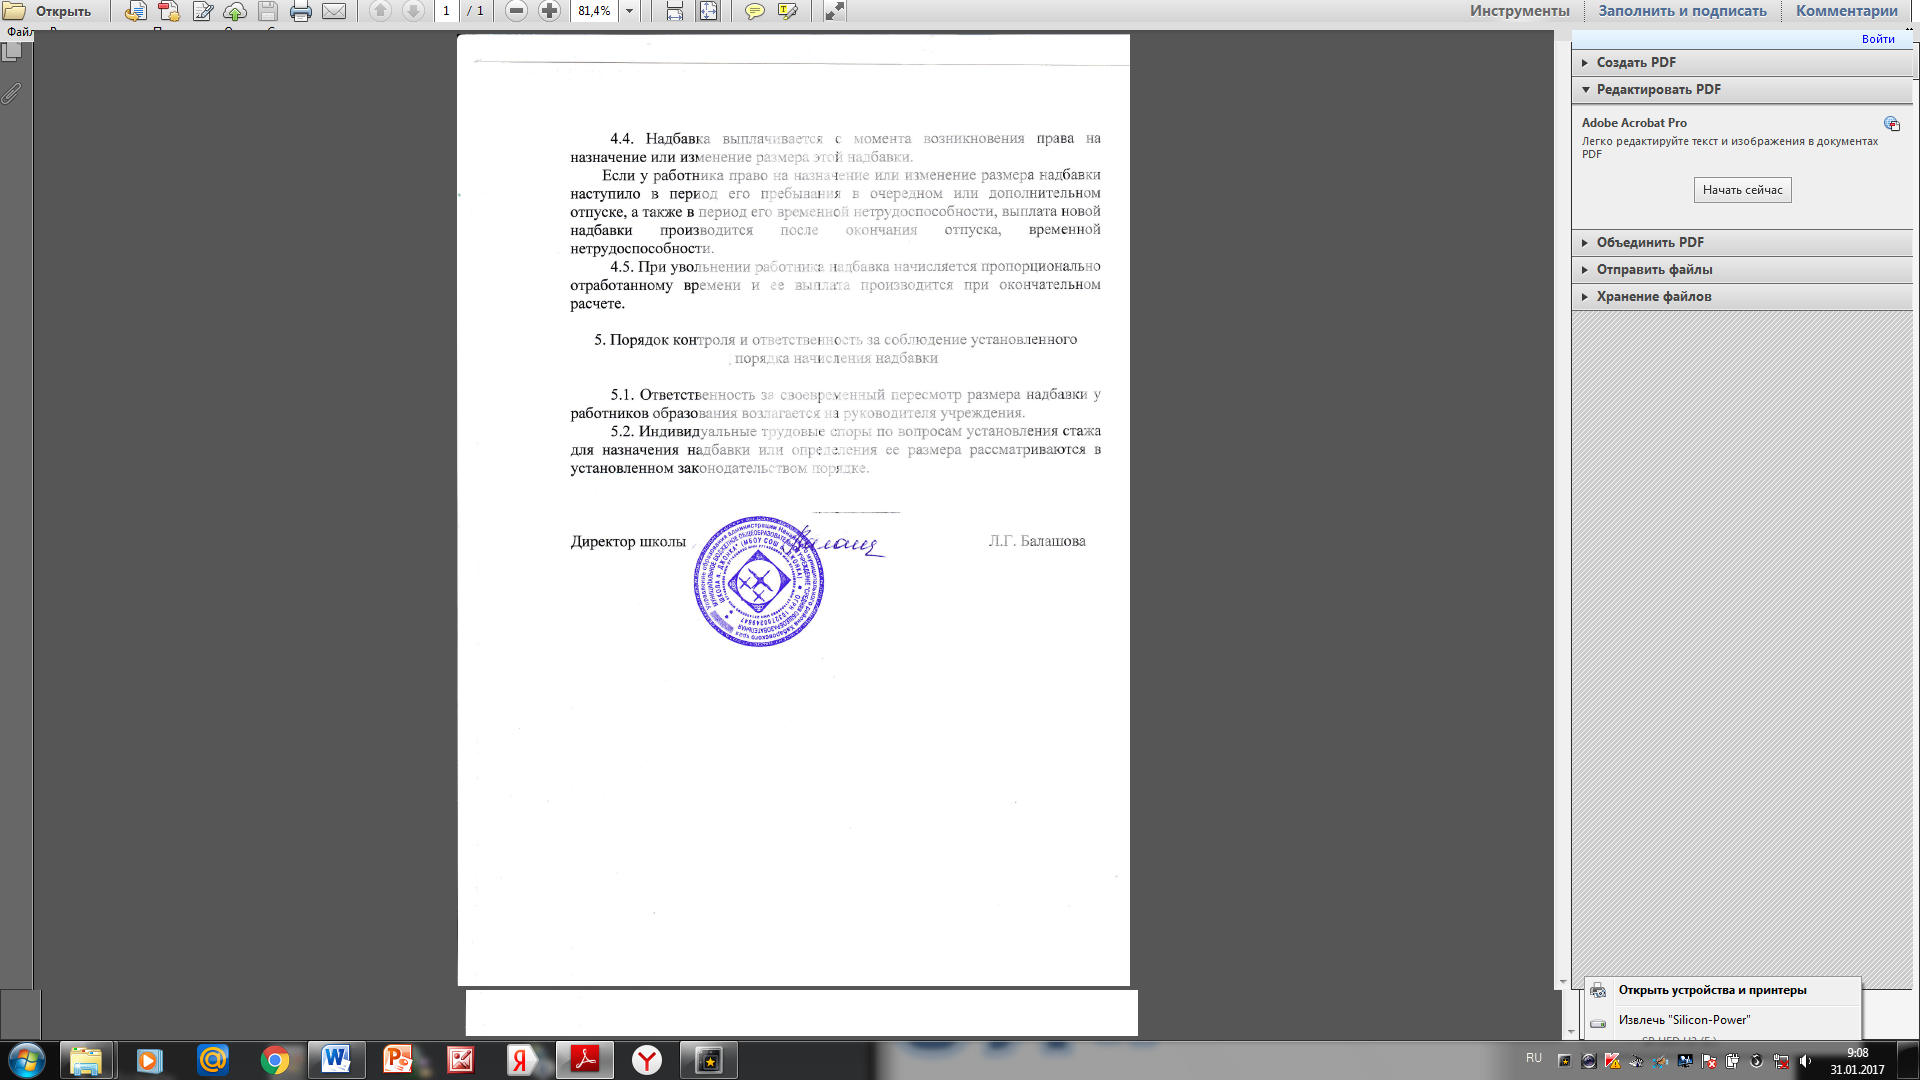 Открыть
1
/ 1
81,4%
Инструменты
Заполнить и подписать
Комментарии
Файл
Войти
Создать PDF
Редактировать PDF
Adobe Acrobat Pro
Легко редактируйте текст и изображения в документах
PDF
Начать сейчас
Объединить PDF
Отправить файлы
Хранение файлов
4.4. Надбавка выплачивается с момента возникновения права на
назначение или изменение размера этой надбавки.
Если у работника право на назначение или изменение размера надбавки
наступило в период его пребывания в очередном или дополнительном
отпуске, а также в период его временной нетрудоспособности, выплата новой
надбавки производится после окончания отпуска, временной
нетрудоспособности.
4.5. При увольнении работника надбавка начисляется пропорционально
отработанному времени и ее выплата производится при окончательном
расчете.
5. Порядок контроля и ответственность за соблюдение установленного
порядка начисления надбавки
5.1. Ответственность за своевременный пересмотр размера надбавки у
работников образования возлагается на руководителя учреждения.
5.2. Индивидуальные трудовые споры по вопросам установления стажа
для назначения надбавки или определения ее размера рассматриваются в
установленном законодательством порядке.
Директор школы
Л.Г. Балашова
Открыть устройства и принтеры
Извлечь "Silicon-Power"
RU
9:08
31.01.2017